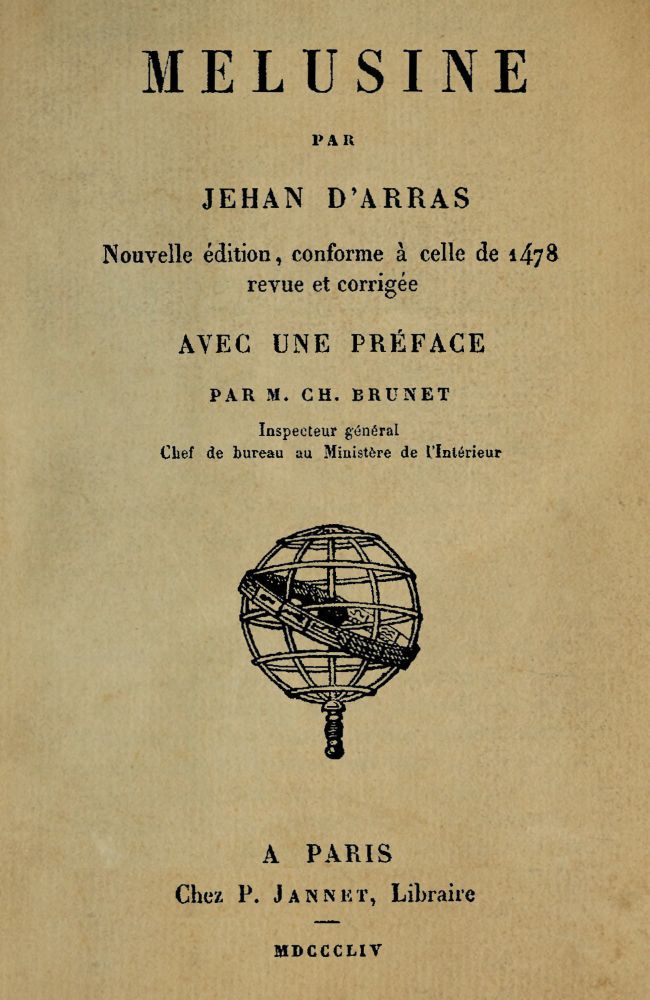 MELUSINE
PAR
JEHAN D'ARRAS
Nouvelle édition, conforme à celle de 1478
revue et corrigée
AVEC UNE PRÉFACE
PAR M. CH. BRUNET
Inspecteur général
Chef de bureau au Ministère de l'Intérieur
A PARIS
Chez P. JANNET, Libraire
MDCCCLIV